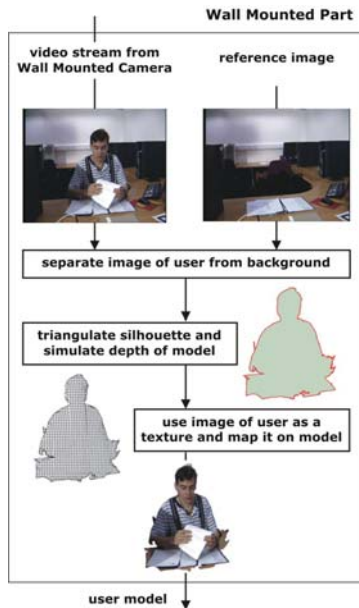 Wall Mounted Part
video stream from
Wall Mounted Camera
reference image
separate image of user from background
triangulate silhouette and
simulate depth of model
use image of user as a
texture and map it on model
user model